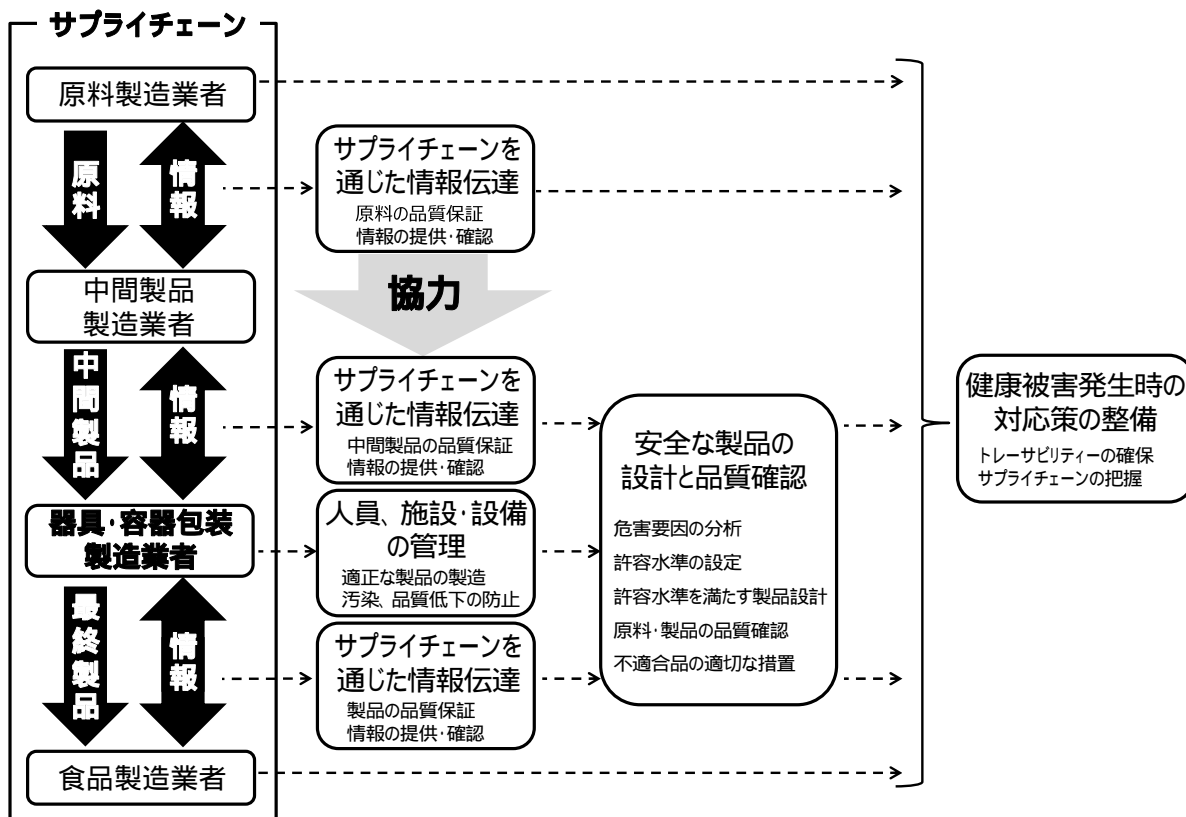 サプライチェーン
原料製造業者
原料
情報
中間製品
製造業者
中間製品
情報
器具・容器包装
製造業者
最終製品
情報
食品製造業者
サプライチェーンを
通じた情報伝達
原料の品質保証
情報の提供・確認
協力
サプライチェーンを
通じた情報伝達
中間製品の品質保証
情報の提供・確認
人員、施設・設備
の管理
適正な製品の製造
汚染、品質低下の防止
サプライチェーンを
通じた情報伝達
製品の品質保証
情報の提供・確認
安全な製品の
設計と品質確認
危害要因の分析
許容水準の設定
許容水準を満たす製品設計
原料・製品の品質確認
不適合品の適切な措置
健康被害発生時の
対応策の整備
トレーサビリティーの確保
サプライチェーンの把握